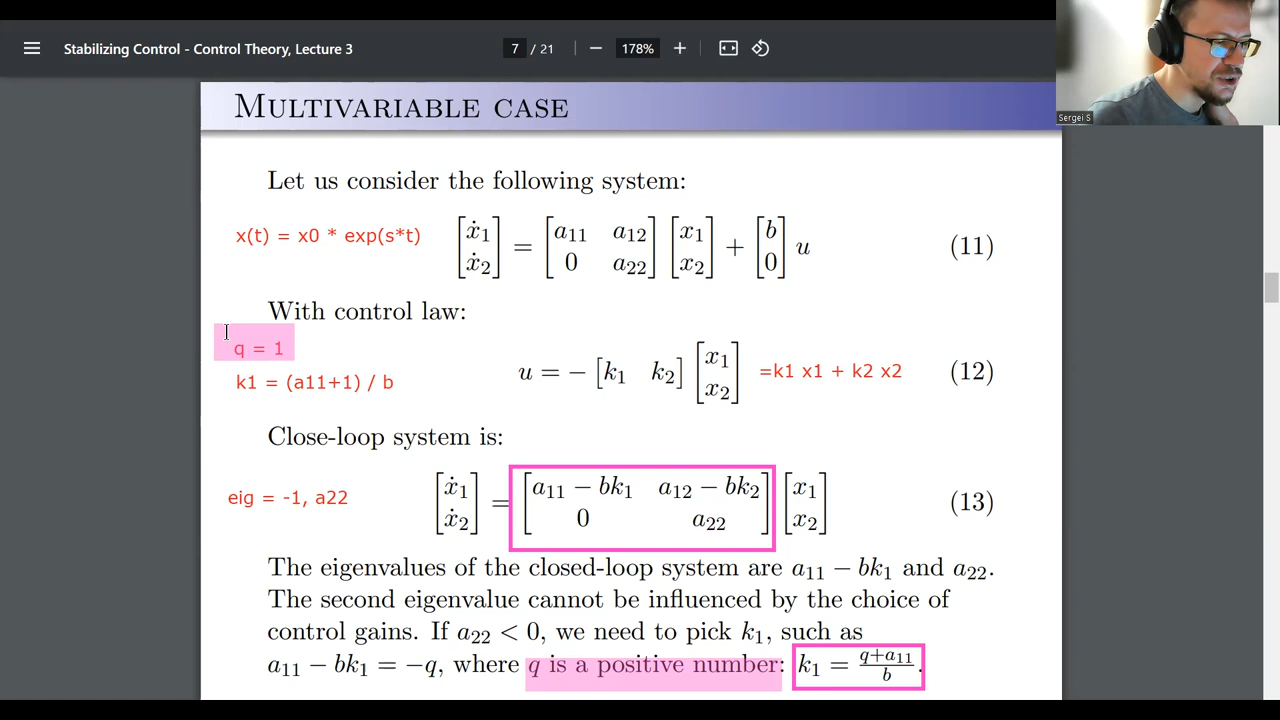 Stabilizing Control - Control Theory, Lecture 3
7 / 21
178%
Sergei S
MULTIVARIABLE CASE
Let us consider the following system:
x(t) = x0 * exp(s*t)
[ẋ1 ẋ2] = [a11 a12 0 a22] [x1 x2] + [b 0] u (11)
With control law:
q = 1
k1 = (a11+1) / b
u = − [k1 k2] [x1 x2] =k1 x1 + k2 x2 (12)
Close-loop system is:
eig = -1, a22
[ẋ1 ẋ2] = [a11 − bk1 a12 − bk2 0 a22] [x1 x2] (13)
The eigenvalues of the closed-loop system are a11 − bk1 and a22.
The second eigenvalue cannot be influenced by the choice of
control gains. If a22 < 0, we need to pick k1, such as
a11 − bk1 = −q, where q is a positive number: k1 = q+a11/b.